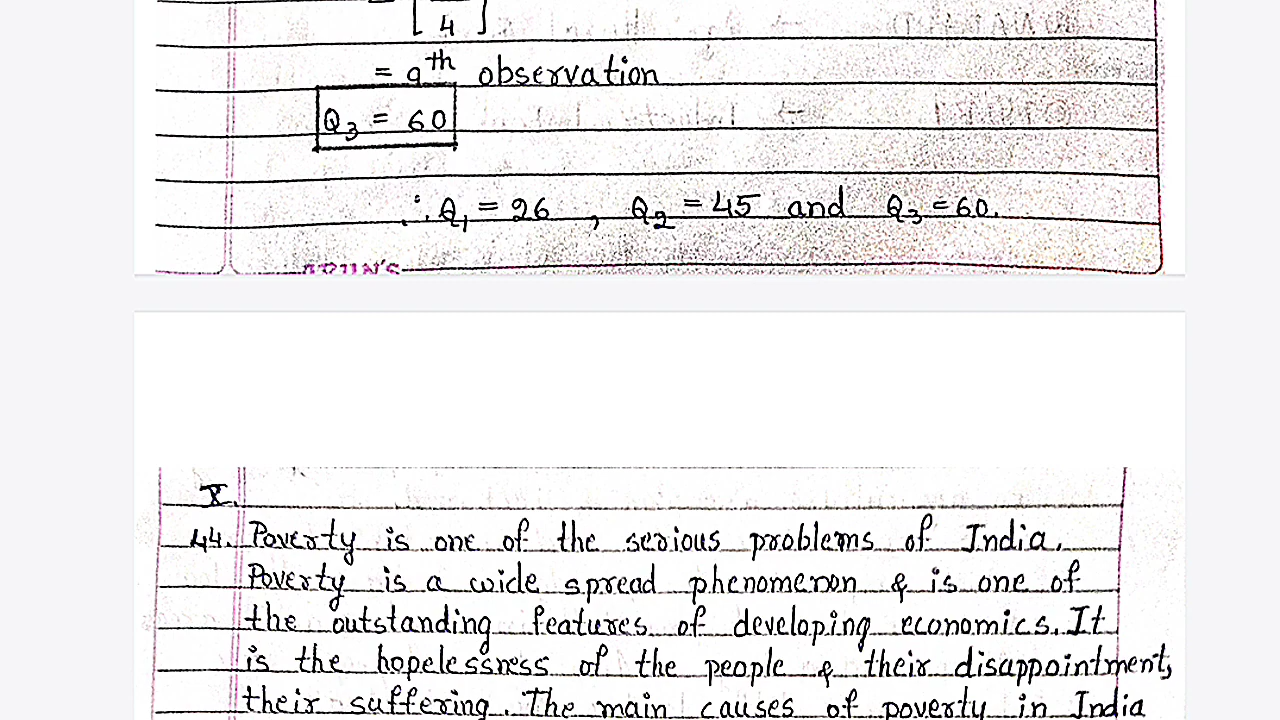 [ 4 ]
= 9th observation
Q3 = 60
∴ Q1 = 26 , Q2 = 45 and Q3 = 60.
X.
44. Poverty is one of the serious problems of India.
Poverty is a wide spread phenomenon & is one of
the outstanding features of developing economics. It
is the hopelessness of the people & their disappointment,
their suffering. The main causes of poverty in India